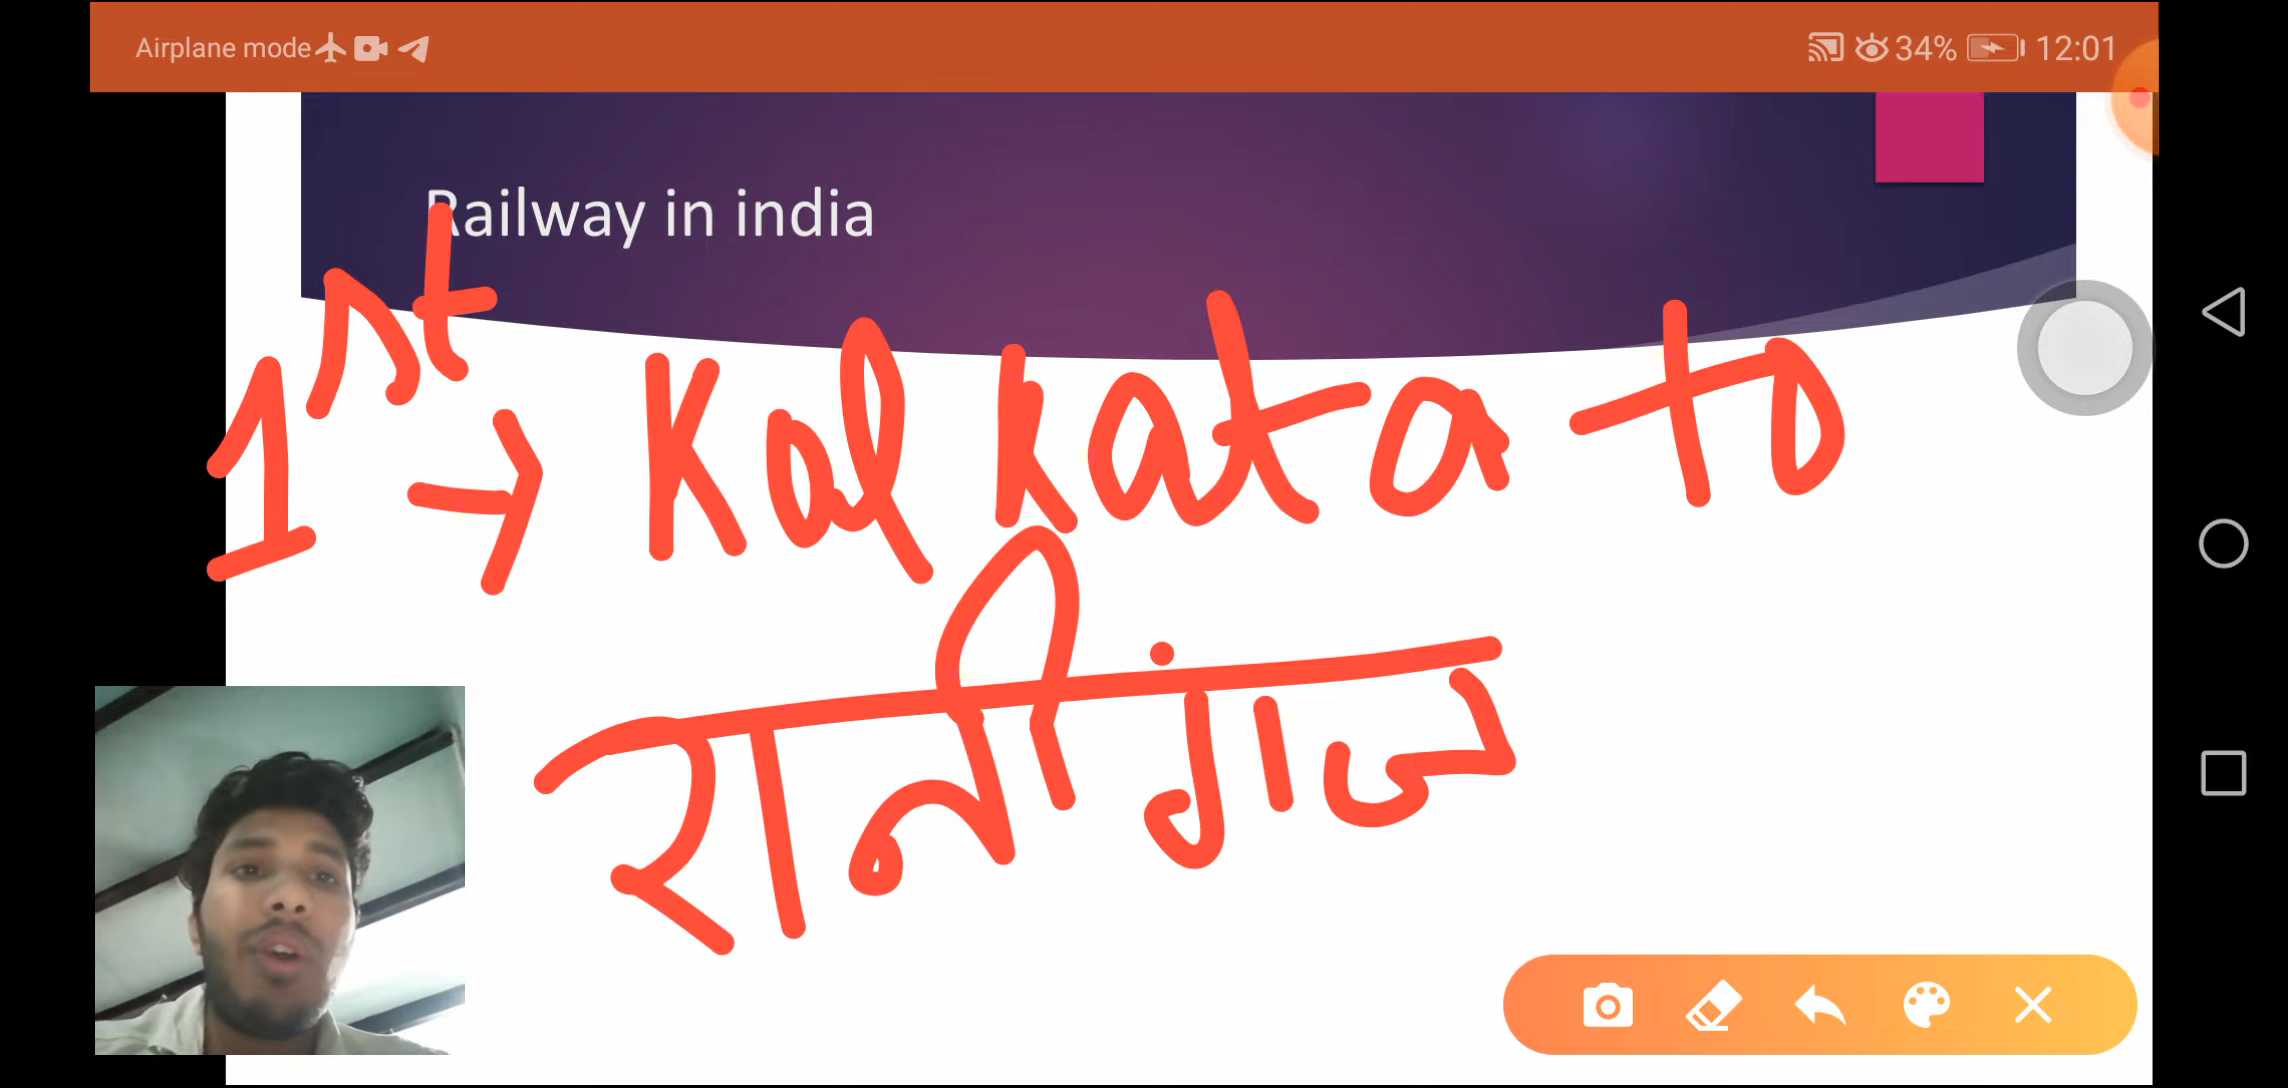 Airplane mode 34% 12:01
Railway in india
1st → Kalkata to
रानीगंज